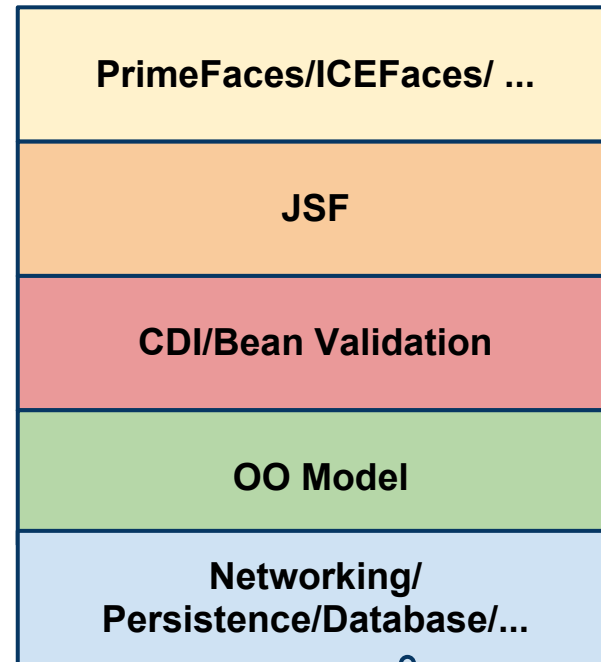 PrimeFaces/ICEFaces/ ...
JSF
CDI/Bean Validation
OO Model
Networking/
Persistence/Database/...